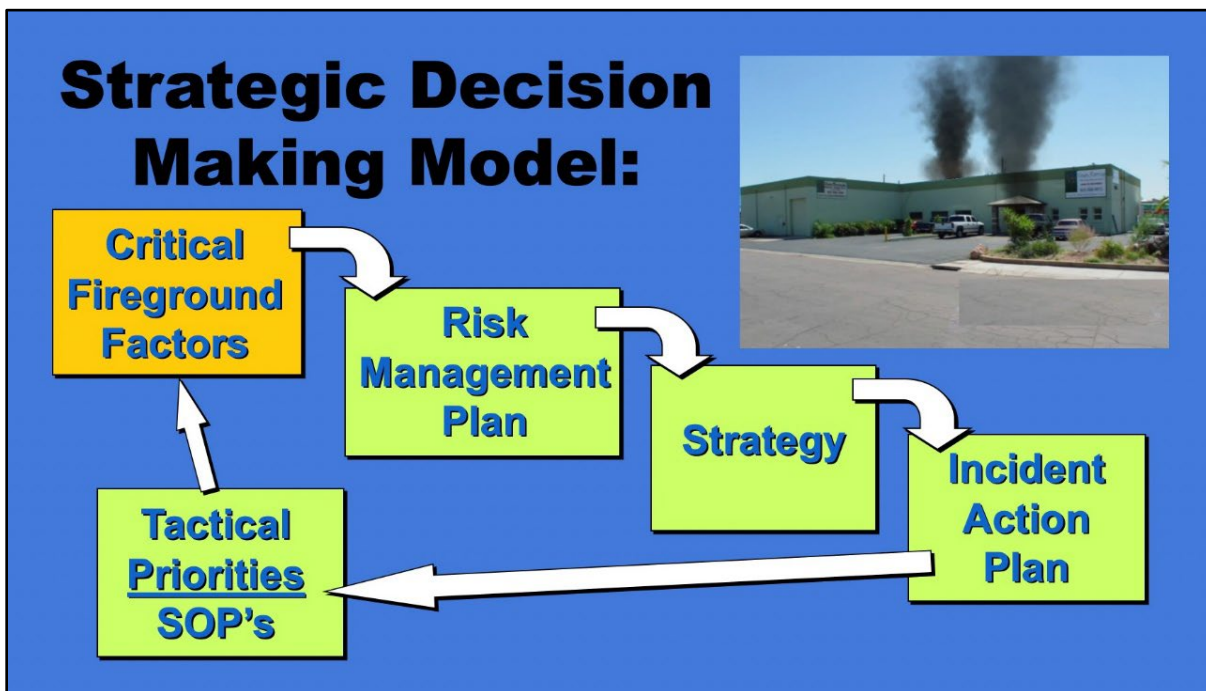 Strategic Decision
Making Model:
Critical
Fireground
Factors
Risk
Management
Plan
Strategy
Incident
Action
Plan
Tactical
Priorities
SOP's